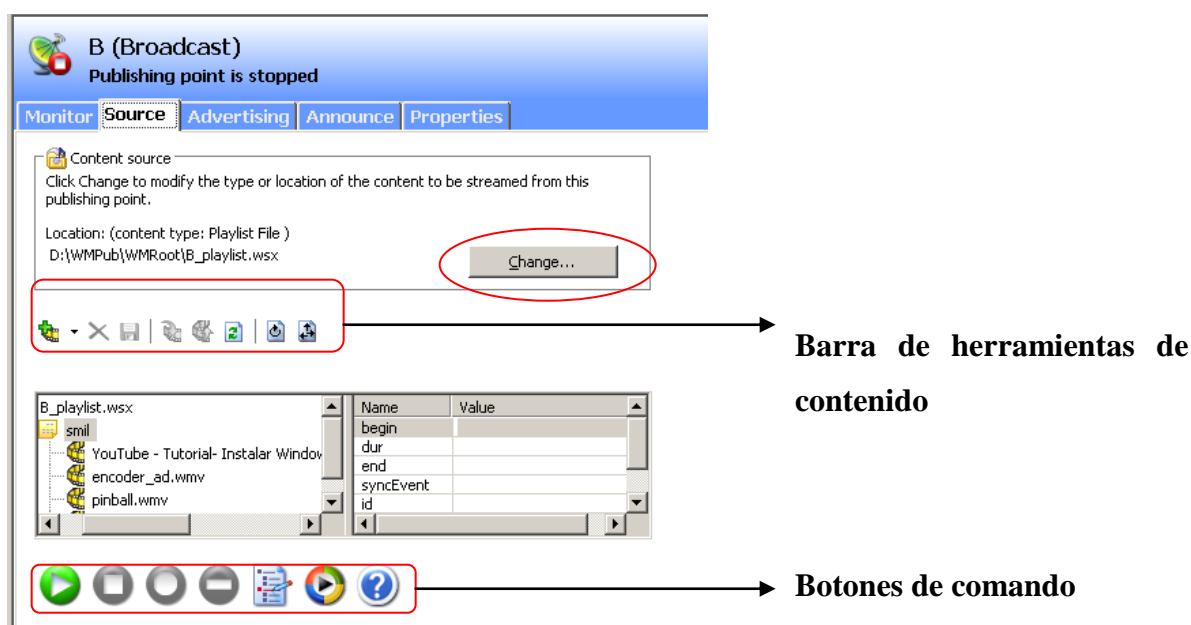 B (Broadcast)
Publishing point is stopped
Monitor Source Advertising Announce Properties
Content source
Click Change to modify the type or location of the content to be streamed from this
publishing point.
Location: (content type: Playlist File )
D:\WMPub\WMRoot\B_playlist.wsx
Change...
Barra de herramientas de
contenido
B_playlist.wsx
smil
YouTube - Tutorial- Instalar Window
encoder_ad.wmv
pinball.wmv
Name Value
begin
dur
end
syncEvent
id
Botones de comando